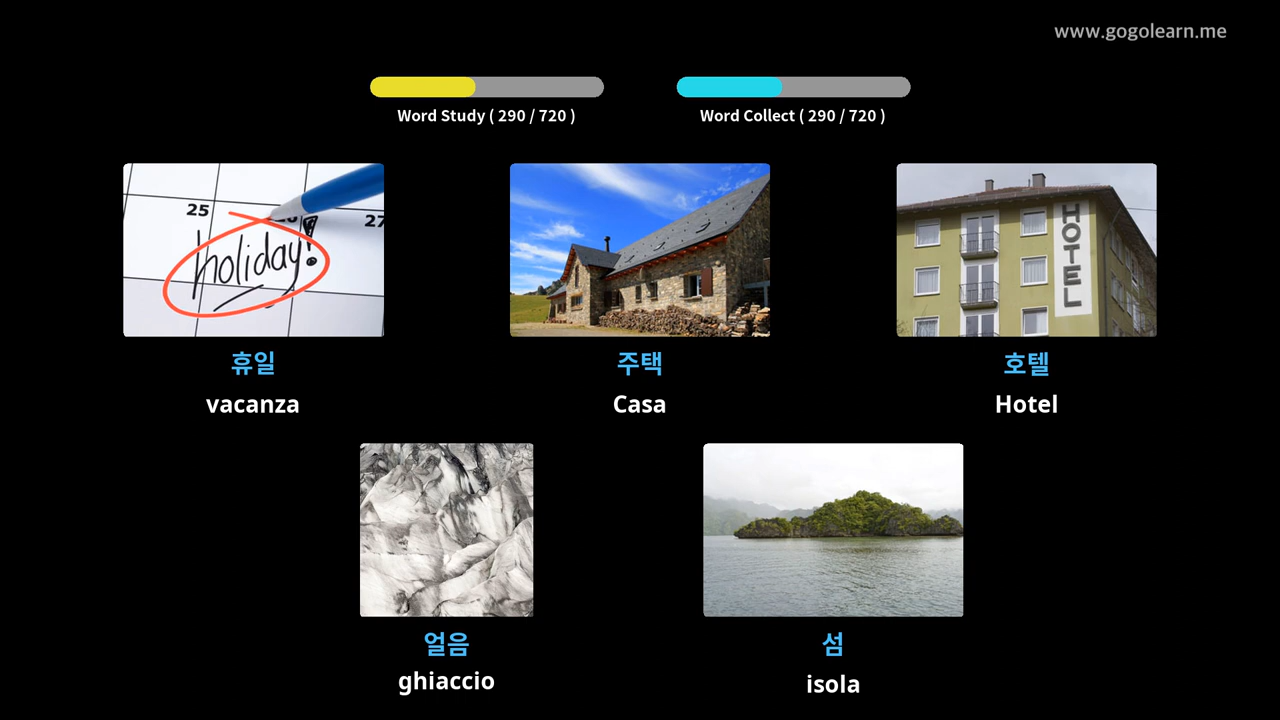 www.gogolearn.me
Word Study ( 290 / 720 )
Word Collect ( 290 / 720 )
25
27
holiday!
HOTEL
휴일
주택
호텔
vacanza
Casa
Hotel
얼음
섬
ghiaccio
isola